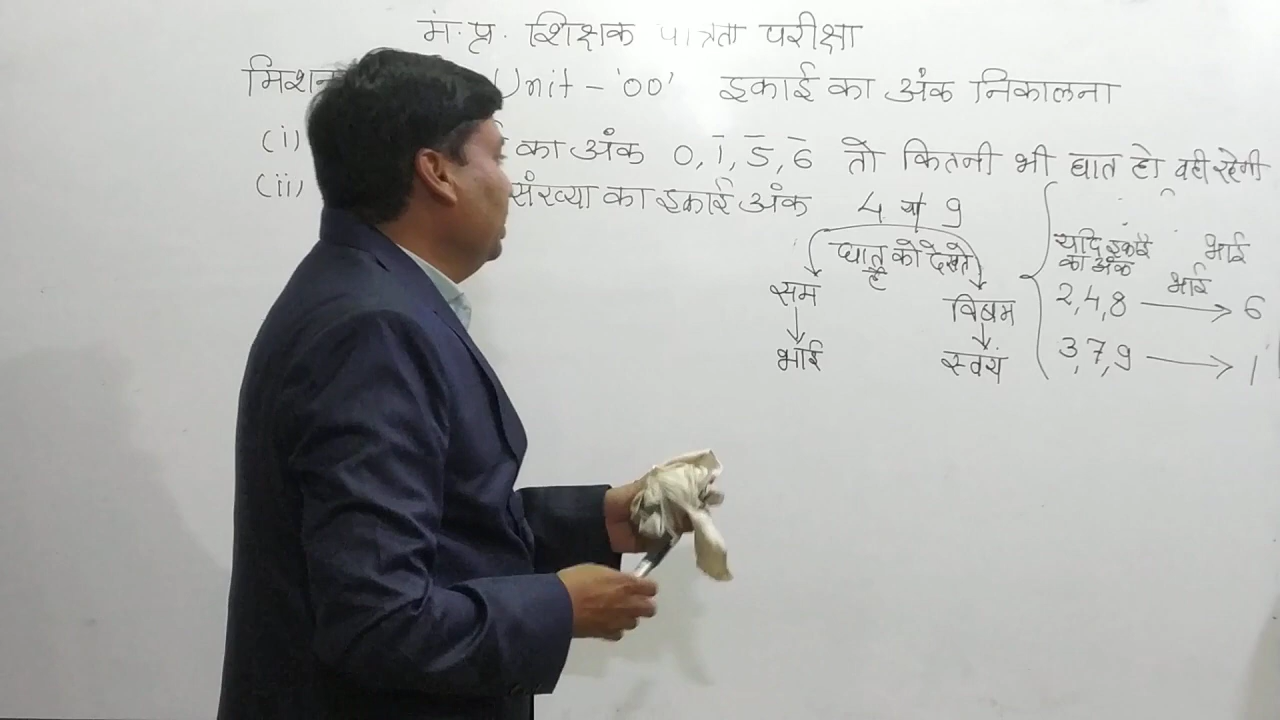 मं. प्र. शिक्षक पात्रता परीक्षा
Unit - '00' इकाई का अंक निकालना
(i) का अंक 0, 1, 5, 6 तो कितनी भी घात हो वही रहेगी
(ii) संख्या का इकाई अंक 4 या 9
घात को देखते है
सम
भाई
विषम
स्वयं
यदि इकाई का अंक
भाई
भाई
2,4,8 → 6
3,7,9 → 1